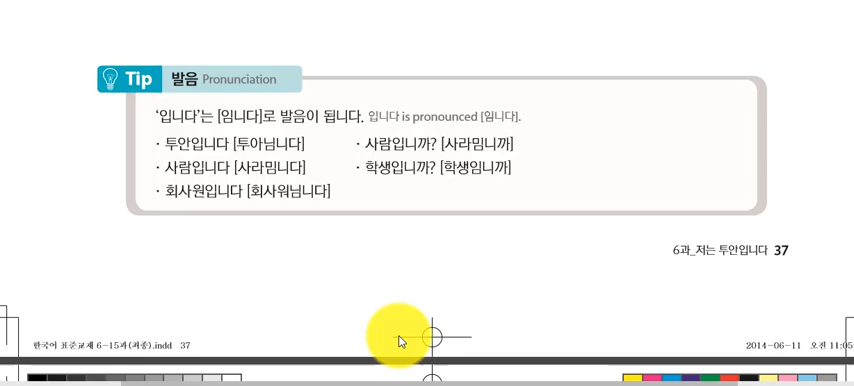 Tip 발음 Pronunciation
‘입니다’는 [임니다]로 발음이 됩니다. 입니다 is pronounced [임니다].
· 투안입니다 [투아님니다] · 사람입니까? [사라밈니까]
· 사람입니다 [사라밈니다] · 학생입니까? [학생임니까]
· 회사원입니다 [회사워님니다]
6과_저는 투안입니다 37
한국어 표준교재 6-15과(최종).indd 37 2014-06-11 오전 11:05